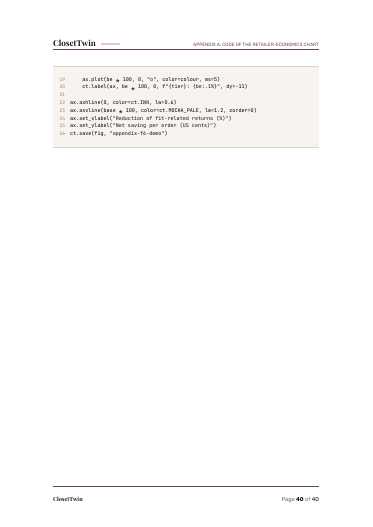 ClosetTwin
APPENDIX A: CODE OF THE RETAILER-ECONOMICS CHART
19 ax.plot(be * 100, 0, "o", color=colour, ms=5)
20 ct.label(ax, be * 100, 0, f"{tier}: {be:.1%}", dy=-11)
21
22 ax.axhline(0, color=ct.INK, lw=0.6)
23 ax.axvline(base * 100, color=ct.MOCHA_PALE, lw=1.2, zorder=0)
24 ax.set_xlabel("Reduction of fit-related returns (%)")
25 ax.set_ylabel("Net saving per order (US cents)")
26 ct.save(fig, "appendix-f6-demo")
ClosetTwin
Page 40 of 40